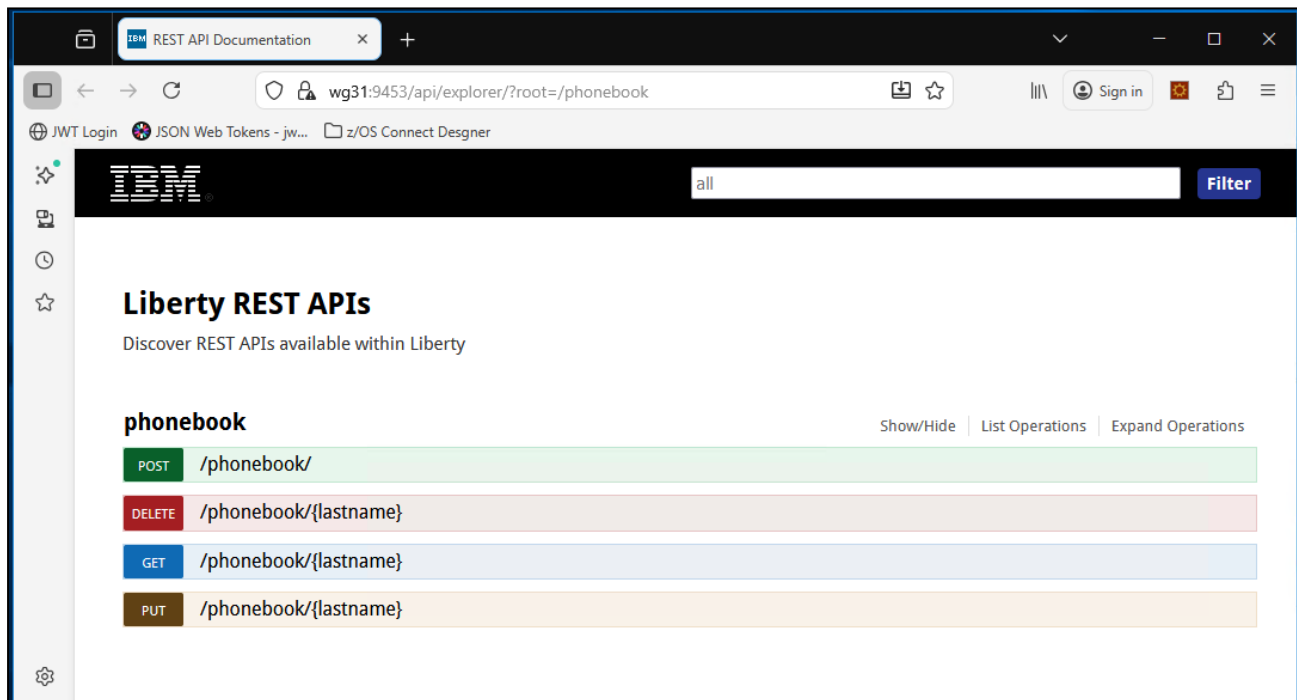 IBM REST API Documentation
wg31:9453/api/explorer/?root=/phonebook
Sign in
JWT Login JSON Web Tokens - jw... z/OS Connect Desgner
IBM
all
Filter
Liberty REST APIs
Discover REST APIs available within Liberty
phonebook
Show/Hide List Operations Expand Operations
POST /phonebook/
DELETE /phonebook/{lastname}
GET /phonebook/{lastname}
PUT /phonebook/{lastname}